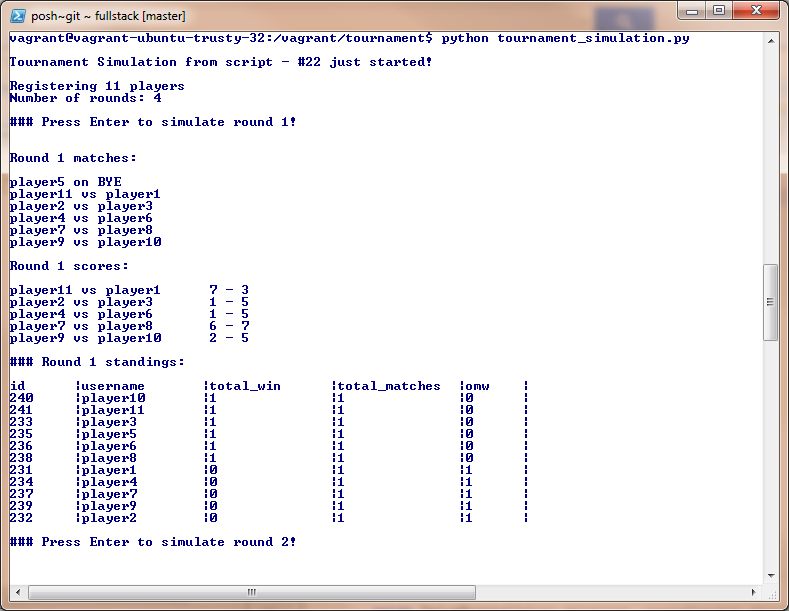 posh~git ~ fullstack [master]
vagrant@vagrant-ubuntu-trusty-32:/vagrant/tournament$ python tournament_simulation.py
Tournament Simulation from script - #22 just started!
Registering 11 players
Number of rounds: 4
### Press Enter to simulate round 1!
Round 1 matches:
player5 on BYE
player11 vs player1
player2 vs player3
player4 vs player6
player7 vs player8
player9 vs player10
Round 1 scores:
player11 vs player1 7 - 3
player2 vs player3 1 - 5
player4 vs player6 1 - 5
player7 vs player8 6 - 7
player9 vs player10 2 - 5
### Round 1 standings:
id ¦username ¦total_win ¦total_matches ¦omw ¦
240 ¦player10 ¦1 ¦1 ¦0 ¦
241 ¦player11 ¦1 ¦1 ¦0 ¦
233 ¦player3 ¦1 ¦1 ¦0 ¦
235 ¦player5 ¦1 ¦1 ¦0 ¦
236 ¦player6 ¦1 ¦1 ¦0 ¦
238 ¦player8 ¦1 ¦1 ¦0 ¦
231 ¦player1 ¦0 ¦1 ¦1 ¦
234 ¦player4 ¦0 ¦1 ¦1 ¦
237 ¦player7 ¦0 ¦1 ¦1 ¦
239 ¦player9 ¦0 ¦1 ¦1 ¦
232 ¦player2 ¦0 ¦1 ¦1 ¦
### Press Enter to simulate round 2!